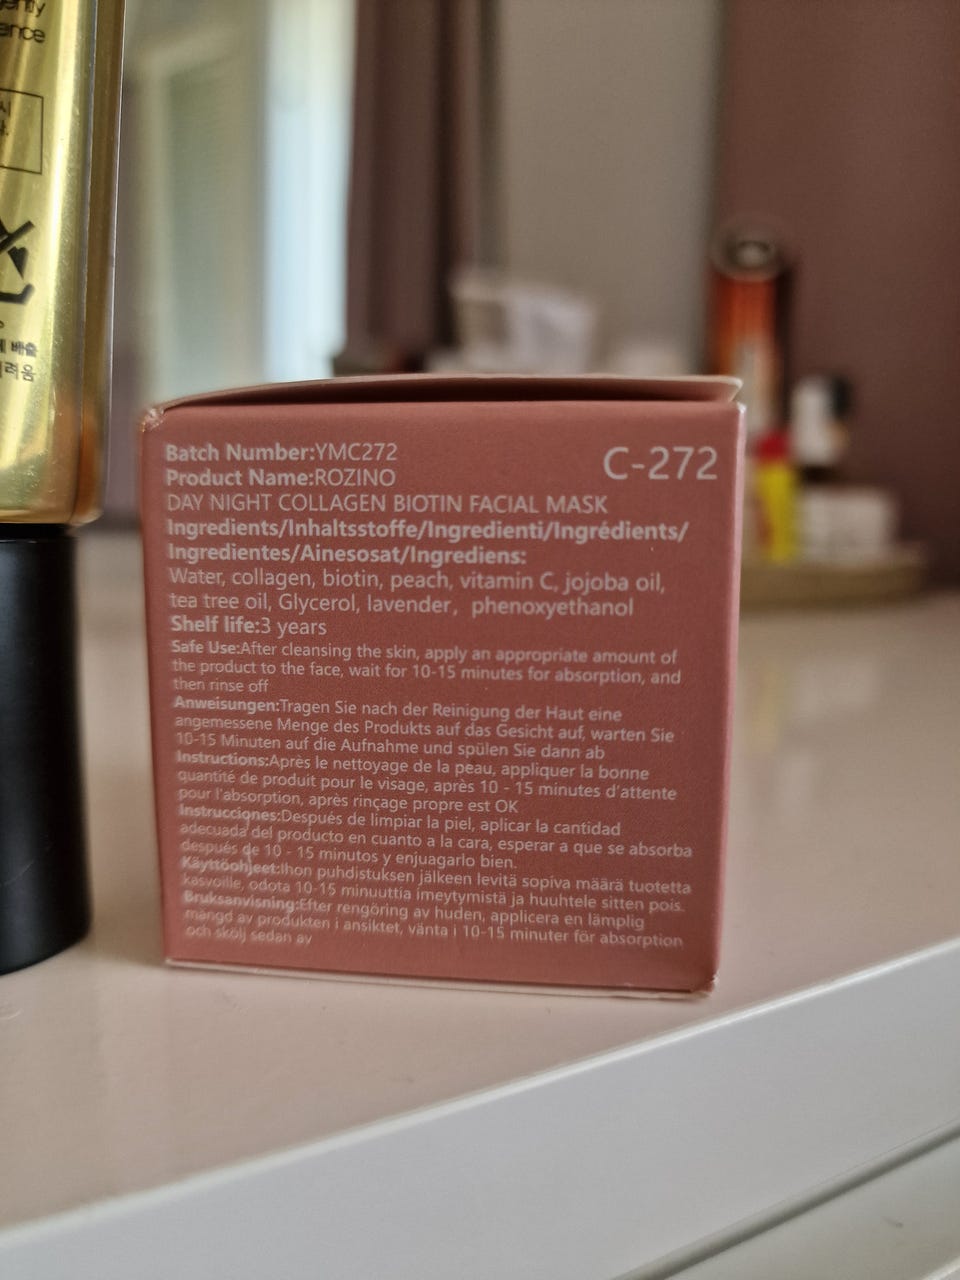 ently
ence
시
배출
려움
Batch Number:YMC272
C-272
Product Name:ROZINO
DAY NIGHT COLLAGEN BIOTIN FACIAL MASK
Ingredients/Inhaltsstoffe/Ingredienti/Ingrédients/
Ingredientes/Ainesosat/Ingrediens:
Water, collagen, biotin, peach, vitamin C, jojoba oil,
tea tree oil, Glycerol, lavender, phenoxyethanol
Shelf life:3 years
Safe Use:After cleansing the skin, apply an appropriate amount of
the product to the face, wait for 10-15 minutes for absorption, and
then rinse off
Anweisungen:Tragen Sie nach der Reinigung der Haut eine
angemessene Menge des Produkts auf das Gesicht auf, warten Sie
10-15 Minuten auf die Aufnahme und spülen Sie dann ab
Instructions:Après le nettoyage de la peau, appliquer la bonne
quantité de produit pour le visage, après 10 - 15 minutes d'attente
pour l'absorption, après rinçage propre est OK
Instrucciones:Después de limpiar la piel, aplicar la cantidad
adecuada del producto en cuanto a la cara, esperar a que se absorba
después de 10 - 15 minutos y enjuagarlo bien.
Käyttöohjeet:Ihon puhdistuksen jälkeen levitä sopiva määrä tuotetta
kasvoille, odota 10-15 minuuttia imeytymistä ja huuhtele sitten pois.
Bruksanvisning:Efter rengöring av huden, applicera en lämplig
mängd av produkten i ansiktet, vänta i 10-15 minuter för absorption
och skölj sedan av